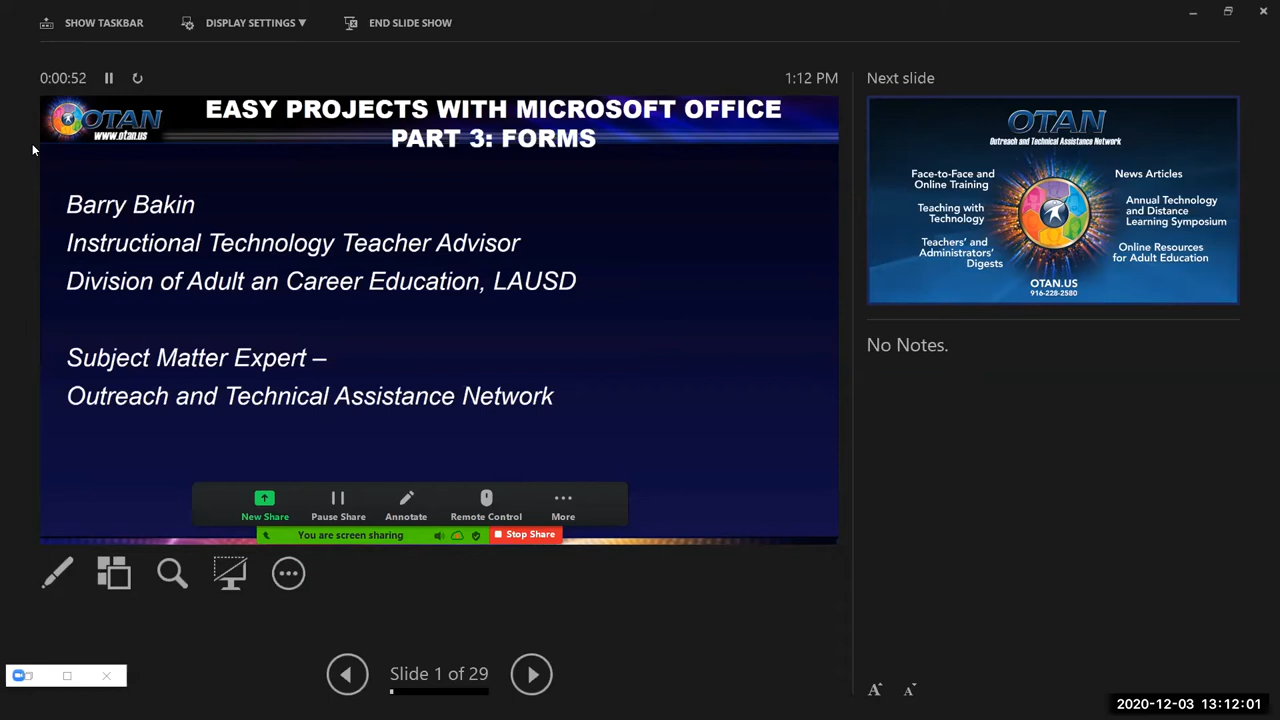 SHOW TASKBAR
DISPLAY SETTINGS ▼
END SLIDE SHOW
0:00:52
1:12 PM
OTAN
www.otan.us
EASY PROJECTS WITH MICROSOFT OFFICE
PART 3: FORMS
Barry Bakin
Instructional Technology Teacher Advisor
Division of Adult an Career Education, LAUSD
Subject Matter Expert –
Outreach and Technical Assistance Network
New Share
Pause Share
Annotate
Remote Control
More
You are screen sharing
Stop Share
Slide 1 of 29
Next slide
OTAN
Outreach and Technical Assistance Network
Face-to-Face and
Online Training
Teaching with
Technology
Teachers' and
Administrators'
Digests
News Articles
Annual Technology
and Distance
Learning Symposium
Online Resources
for Adult Education
OTAN.US
916-228-2580
No Notes.
A A
2020-12-03 13:12:01